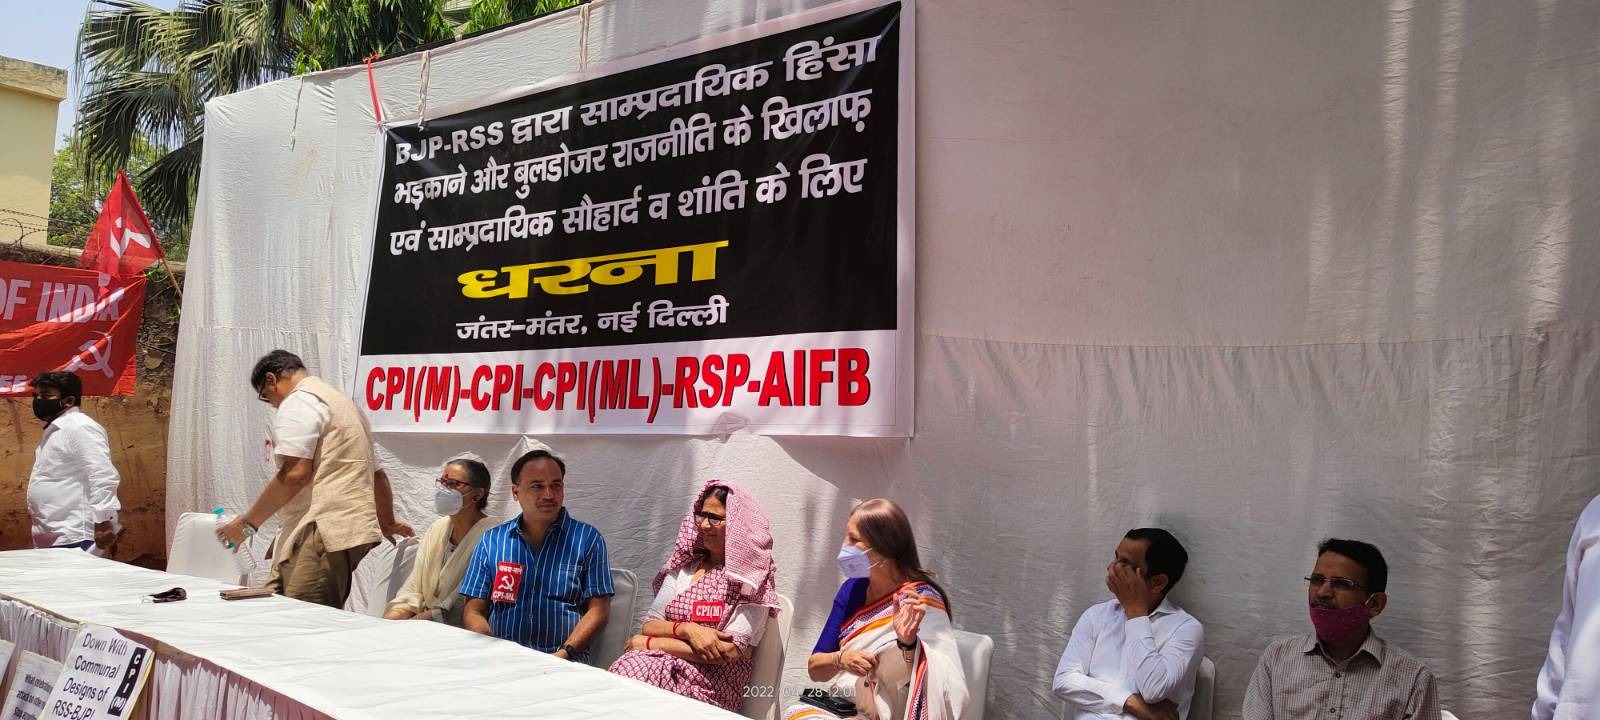 BJP-RSS द्वारा साम्प्रदायिक हिंसा
भड़काने और बुलडोजर राजनीति के खिलाफ़
एवं साम्प्रदायिक सौहार्द व शांति के लिए
धरना
जंतर-मंतर, नई दिल्ली
CPI(M)-CPI-CPI(ML)-RSP-AIFB
OF INDIA
CPI-ML
CPI(M)
Down With
Communal
Designs of
RSS-BJP!
CPI(M)
2022/04/28 12:01